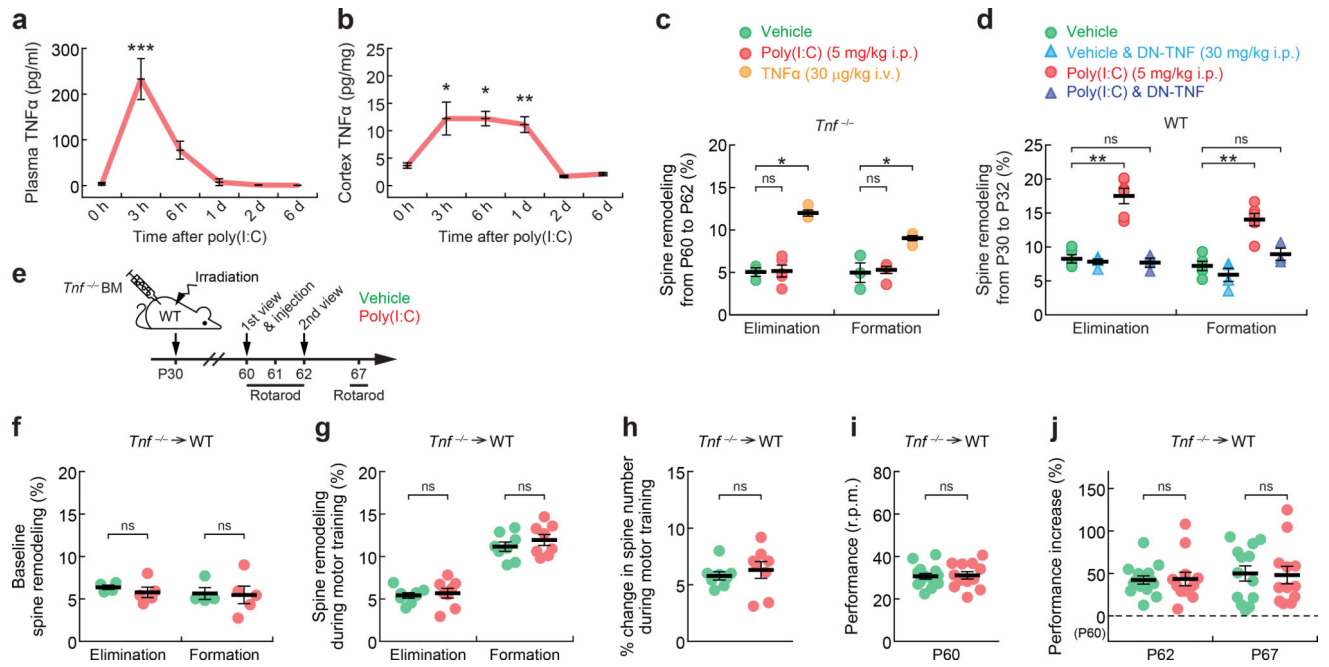 a
Plasma TNFα (pg/ml)
300
200
100
0
***
0 h
3 h
6 h
1 d
2 d
6 d
Time after poly(I:C)
b
Cortex TNFα (pg/mg)
25
20
15
10
5
0
*
*
**
0 h
3 h
6 h
1 d
2 d
6 d
Time after poly(I:C)
c
Vehicle
Poly(I:C) (5 mg/kg i.p.)
TNFα (30 µg/kg i.v.)
Tnf –/–
Spine remodeling
from P60 to P62 (%)
20
15
10
5
0
*
ns
*
ns
Elimination
Formation
d
Vehicle
Vehicle & DN-TNF (30 mg/kg i.p.)
Poly(I:C) (5 mg/kg i.p.)
Poly(I:C) & DN-TNF
WT
Spine remodeling
from P30 to P32 (%)
25
20
15
10
5
0
ns
**
ns
**
Elimination
Formation
e
Tnf –/– BM
Irradiation
WT
1st view
& injection
2nd view
Vehicle
Poly(I:C)
P30
60
61
62
67
Rotarod
Rotarod
f
Tnf –/– → WT
Baseline
spine remodeling (%)
20
15
10
5
0
ns
ns
Elimination
Formation
g
Tnf –/– → WT
Spine remodeling
during motor training (%)
20
15
10
5
0
ns
ns
Elimination
Formation
h
Tnf –/– → WT
% change in spine number
during motor training
15
10
5
0
ns
i
Tnf –/– → WT
Performance (r.p.m.)
80
60
40
20
0
ns
P60
j
Tnf –/– → WT
Performance increase (%)
200
150
100
50
0
(P60)
ns
ns
P62
P67